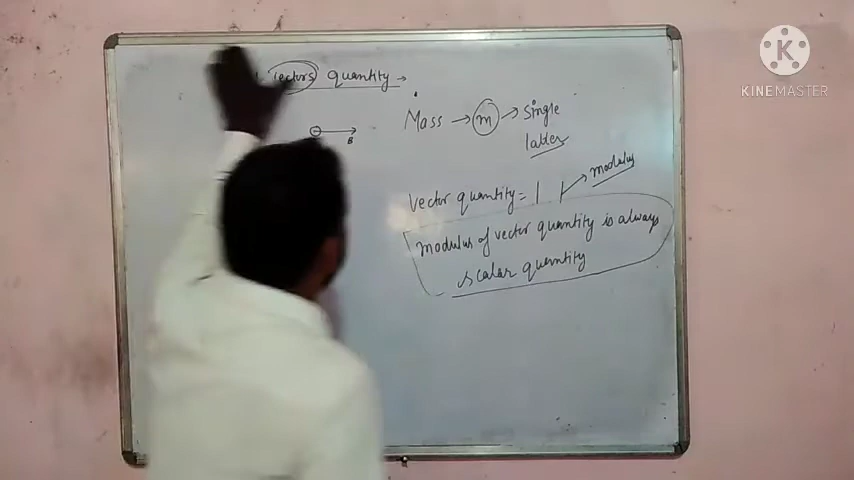 vectors quantity →
B
Mass → m → single
latter
vector quantity = | | → modulus
modulus of vector quantity is always
scalar quantity
K
KINEMASTER